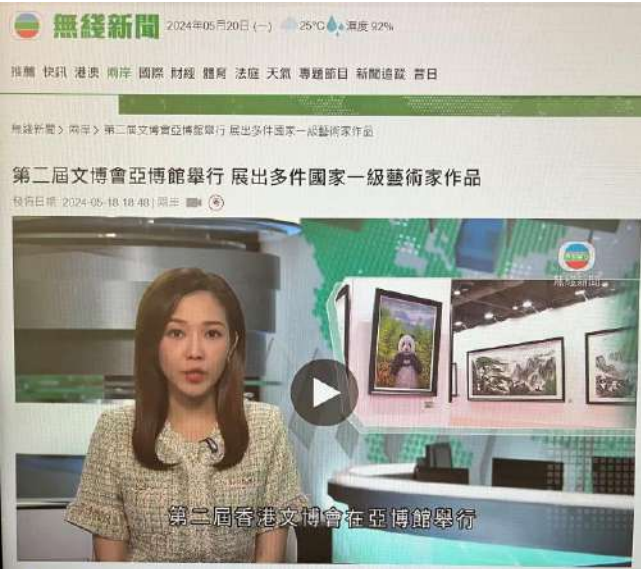 無綫新聞 2024年05月20日 (一) 25°C 濕度 92%
推薦 快訊 港澳 兩岸 國際 財經 體育 法庭 天氣 專題節目 新聞追蹤 昔日
無綫新聞 > 兩岸 > 第二屆文博會亞博館舉行 展出多件國家一級藝術家作品
第二屆文博會亞博館舉行 展出多件國家一級藝術家作品
發佈日期: 2024-05-18 18:48 | 兩岸
無綫新聞
第二屆香港文博會在亞博館舉行